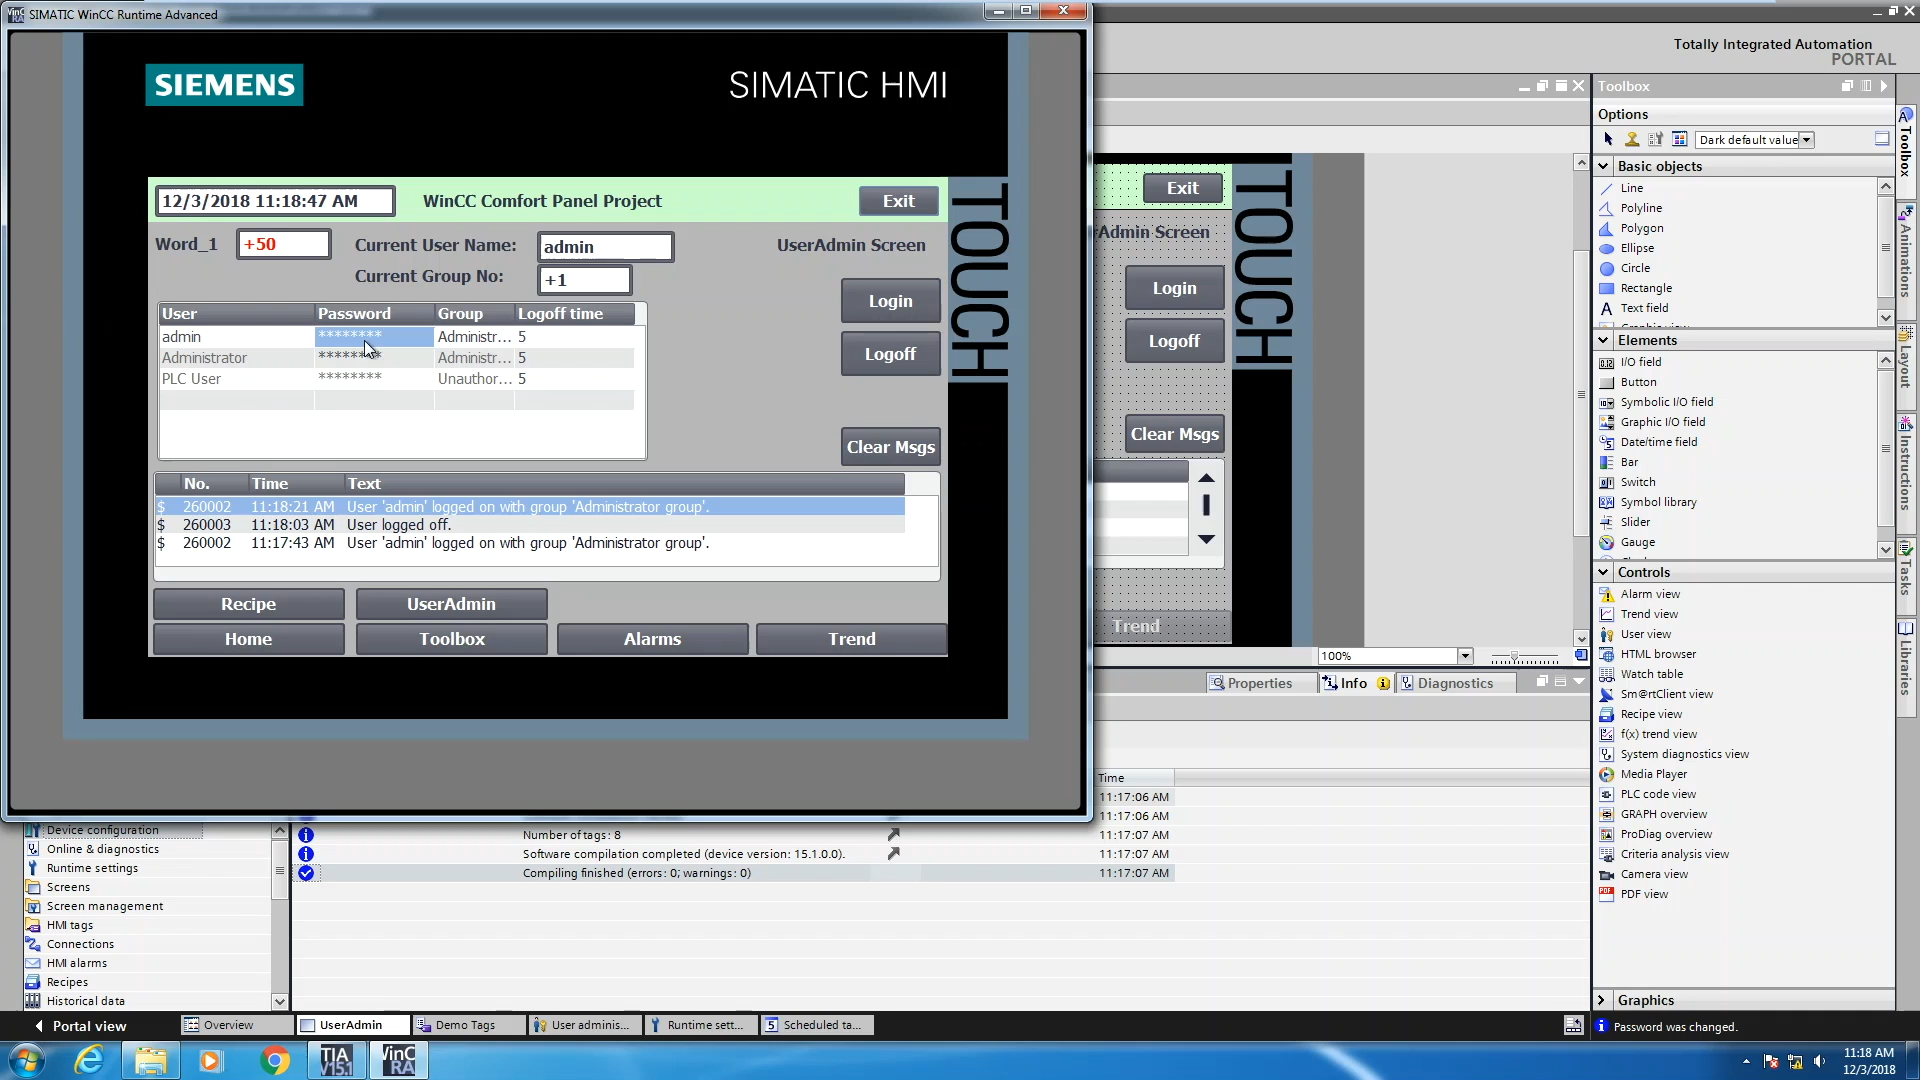 SIMATIC WinCC Runtime Advanced
SIEMENS
SIMATIC HMI
TOUCH
12/3/2018 11:18:47 AM
WinCC Comfort Panel Project
Exit
Word_1
+50
Current User Name:
admin
UserAdmin Screen
Current Group No:
+1
Login
Logoff
Clear Msgs
User Password Group Logoff time
admin ******** Administr... 5
Administrator ******** Administr... 5
PLC User ******** Unauthor... 5
No. Time Text
$ 260002 11:18:21 AM User 'admin' logged on with group 'Administrator group'.
$ 260003 11:18:03 AM User logged off.
$ 260002 11:17:43 AM User 'admin' logged on with group 'Administrator group'.
Recipe
UserAdmin
Home
Toolbox
Alarms
Trend
Totally Integrated Automation
PORTAL
Exit
Admin Screen
Login
Logoff
Clear Msgs
Trend
TOUCH
100%
Properties
Info
Diagnostics
Time
11:17:06 AM
11:17:06 AM
Number of tags: 8 11:17:07 AM
Software compilation completed (device version: 15.1.0.0). 11:17:07 AM
Compiling finished (errors: 0; warnings: 0) 11:17:07 AM
Device configuration
Online & diagnostics
Runtime settings
Screens
Screen management
HMI tags
Connections
HMI alarms
Recipes
Historical data
Toolbox
Options
Dark default value
Basic objects
Line
Polyline
Polygon
Ellipse
Circle
Rectangle
Text field
Elements
I/O field
Button
Symbolic I/O field
Graphic I/O field
Date/time field
Bar
Switch
Symbol library
Slider
Gauge
Controls
Alarm view
Trend view
User view
HTML browser
Watch table
Sm@rtClient view
Recipe view
f(x) trend view
System diagnostics view
Media Player
PLC code view
GRAPH overview
ProDiag overview
Criteria analysis view
Camera view
PDF view
Graphics
Toolbox
Animations
Layout
Instructions
Tasks
Libraries
Portal view
Overview
UserAdmin
Demo Tags
User adminis...
Runtime sett...
Scheduled ta...
Password was changed.
TIA
V15.1
WinC
RA
11:18 AM
12/3/2018